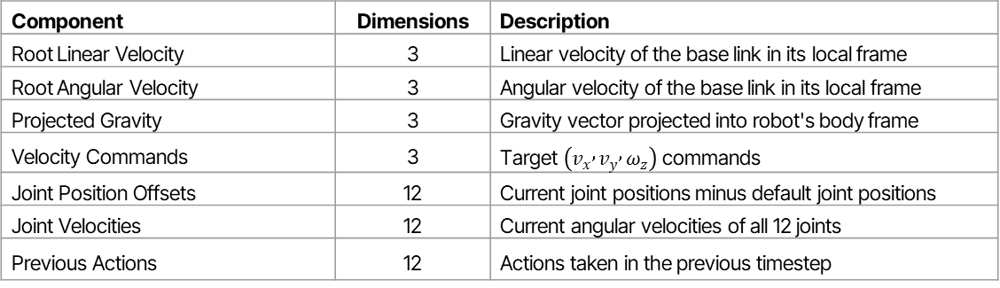 Component Dimensions Description
Root Linear Velocity 3 Linear velocity of the base link in its local frame
Root Angular Velocity 3 Angular velocity of the base link in its local frame
Projected Gravity 3 Gravity vector projected into robot's body frame
Velocity Commands 3 Target (vₓ, v_y, ω_z) commands
Joint Position Offsets 12 Current joint positions minus default joint positions
Joint Velocities 12 Current angular velocities of all 12 joints
Previous Actions 12 Actions taken in the previous timestep